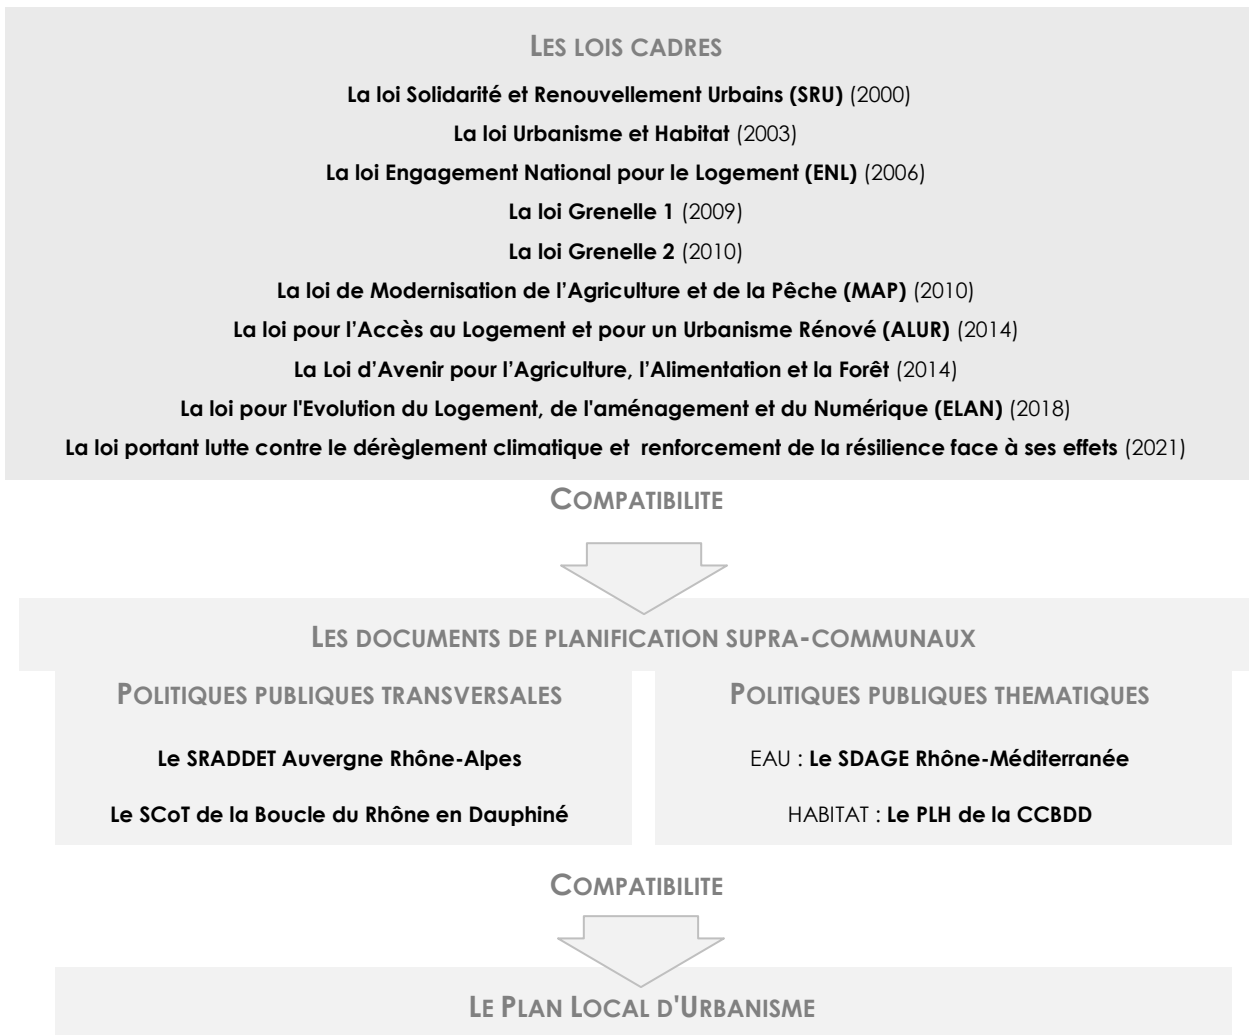 LES LOIS CADRES
La loi Solidarité et Renouvellement Urbains (SRU) (2000)
La loi Urbanisme et Habitat (2003)
La loi Engagement National pour le Logement (ENL) (2006)
La loi Grenelle 1 (2009)
La loi Grenelle 2 (2010)
La loi de Modernisation de l’Agriculture et de la Pêche (MAP) (2010)
La loi pour l’Accès au Logement et pour un Urbanisme Rénové (ALUR) (2014)
La Loi d’Avenir pour l’Agriculture, l’Alimentation et la Forêt (2014)
La loi pour l'Evolution du Logement, de l'aménagement et du Numérique (ELAN) (2018)
La loi portant lutte contre le dérèglement climatique et  renforcement de la résilience face à ses effets (2021)
COMPATIBILITE
LES DOCUMENTS DE PLANIFICATION SUPRA-COMMUNAUX
POLITIQUES PUBLIQUES TRANSVERSALES
Le SRADDET Auvergne Rhône-Alpes
Le SCoT de la Boucle du Rhône en Dauphiné
POLITIQUES PUBLIQUES THEMATIQUES
EAU : Le SDAGE Rhône-Méditerranée
HABITAT : Le PLH de la CCBDD
COMPATIBILITE
LE PLAN LOCAL D'URBANISME